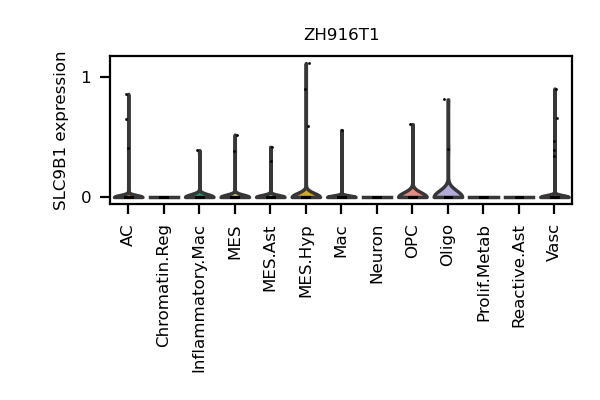 ZH916T1
SLC9B1 expression
1
0
AC
Chromatin.Reg
Inflammatory.Mac
MES
MES.Ast
MES.Hyp
Mac
Neuron
OPC
Oligo
Prolif.Metab
Reactive.Ast
Vasc